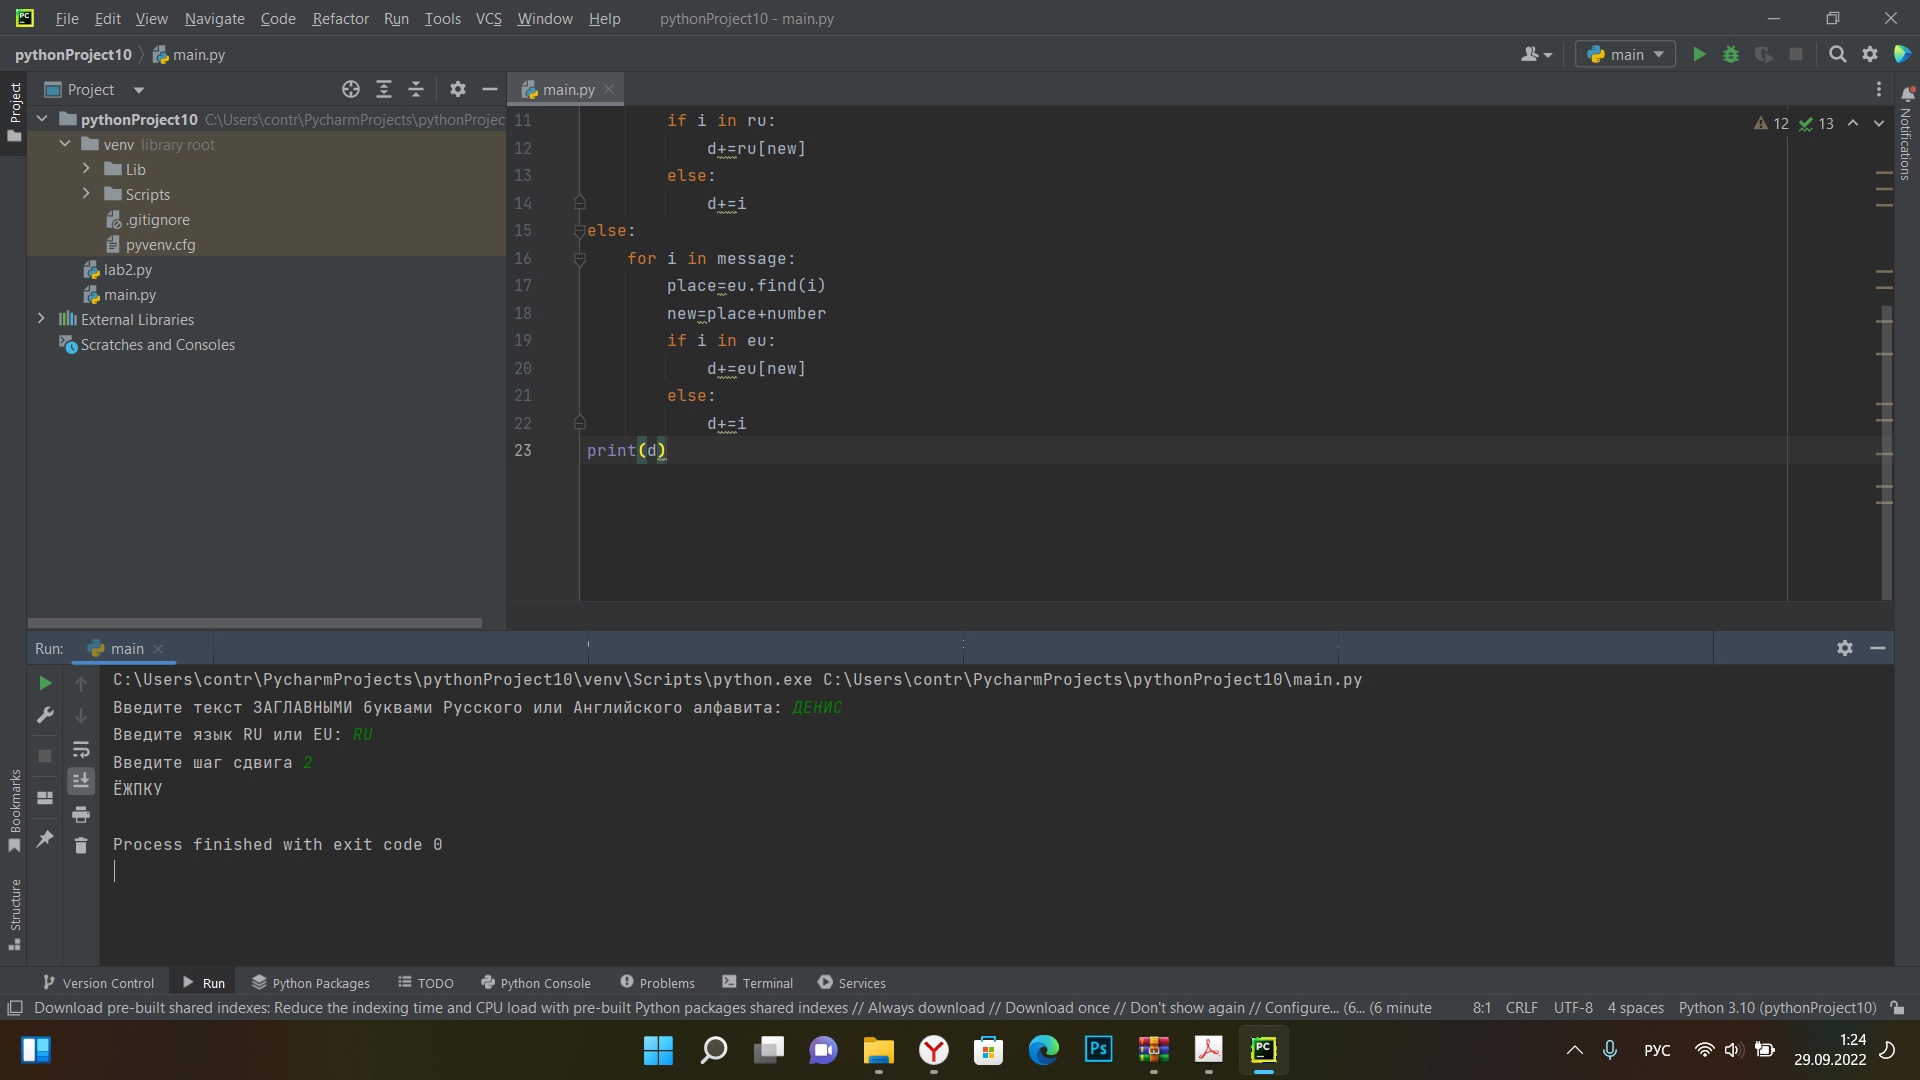 File Edit View Navigate Code Refactor Run Tools VCS Window Help pythonProject10 - main.py
pythonProject10 main.py main
Project main.py
pythonProject10 C:\Users\contr\PycharmProjects\pythonProjec
venv library root
Lib
Scripts
.gitignore
pyvenv.cfg
lab2.py
main.py
External Libraries
Scratches and Consoles
Project
Bookmarks
Structure
Notifications
12 13
11 if i in ru:
12 d+=ru[new]
13 else:
14 d+=i
15 else:
16 for i in message:
17 place=eu.find(i)
18 new=place+number
19 if i in eu:
20 d+=eu[new]
21 else:
22 d+=i
23 print(d)
Run: main
C:\Users\contr\PycharmProjects\pythonProject10\venv\Scripts\python.exe C:\Users\contr\PycharmProjects\pythonProject10\main.py
Введите текст ЗАГЛАВНЫМИ буквами Русского или Английского алфавита: ДЕНИС
Введите язык RU или EU: RU
Введите шаг сдвига 2
ЁЖПКУ
Process finished with exit code 0
Version Control Run Python Packages TODO Python Console Problems Terminal Services
Download pre-built shared indexes: Reduce the indexing time and CPU load with pre-built Python packages shared indexes // Always download // Download once // Don't show again // Configure... (6... (6 minute 8:1 CRLF UTF-8 4 spaces Python 3.10 (pythonProject10)
РУС 1:24
29.09.2022